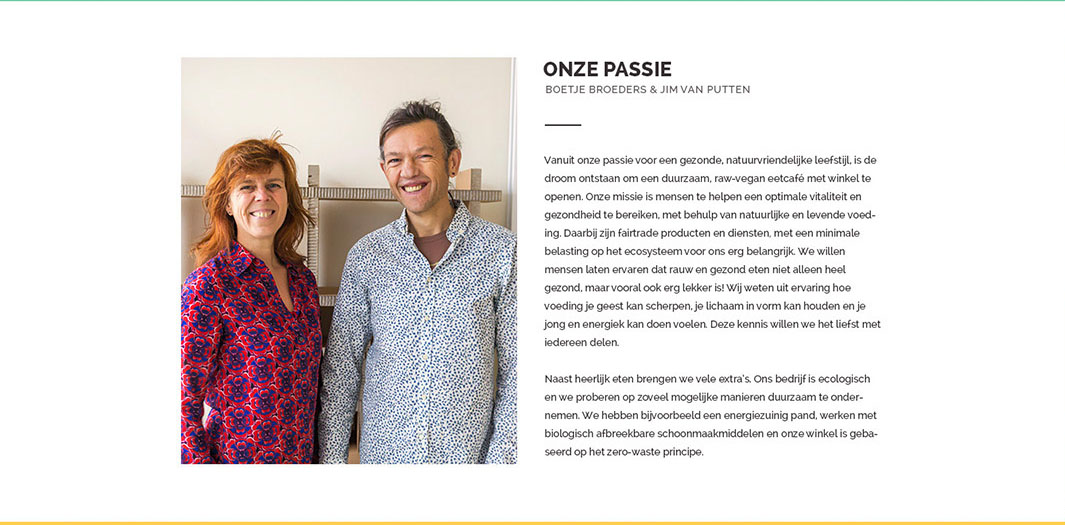 ONZE PASSIE
BOETJE BROEDERS & JIM VAN PUTTEN
Vanuit onze passie voor een gezonde, natuurvriendelijke leefstijl, is de
droom ontstaan om een duurzaam, raw-vegan eetcafé met winkel te
openen. Onze missie is mensen te helpen een optimale vitaliteit en
gezondheid te bereiken, met behulp van natuurlijke en levende voed-
ing. Daarbij zijn fairtrade producten en diensten, met een minimale
belasting op het ecosysteem voor ons erg belangrijk. We willen
mensen laten ervaren dat rauw en gezond eten niet alleen heel
gezond, maar vooral ook erg lekker is! Wij weten uit ervaring hoe
voeding je geest kan scherpen, je lichaam in vorm kan houden en je
jong en energiek kan doen voelen. Deze kennis willen we het liefst met
iedereen delen.
Naast heerlijk eten brengen we vele extra's. Ons bedrijf is ecologisch
en we proberen op zoveel mogelijke manieren duurzaam te onder-
nemen. We hebben bijvoorbeeld een energiezuinig pand, werken met
biologisch afbreekbare schoonmaakmiddelen en onze winkel is geba-
seerd op het zero-waste principe.